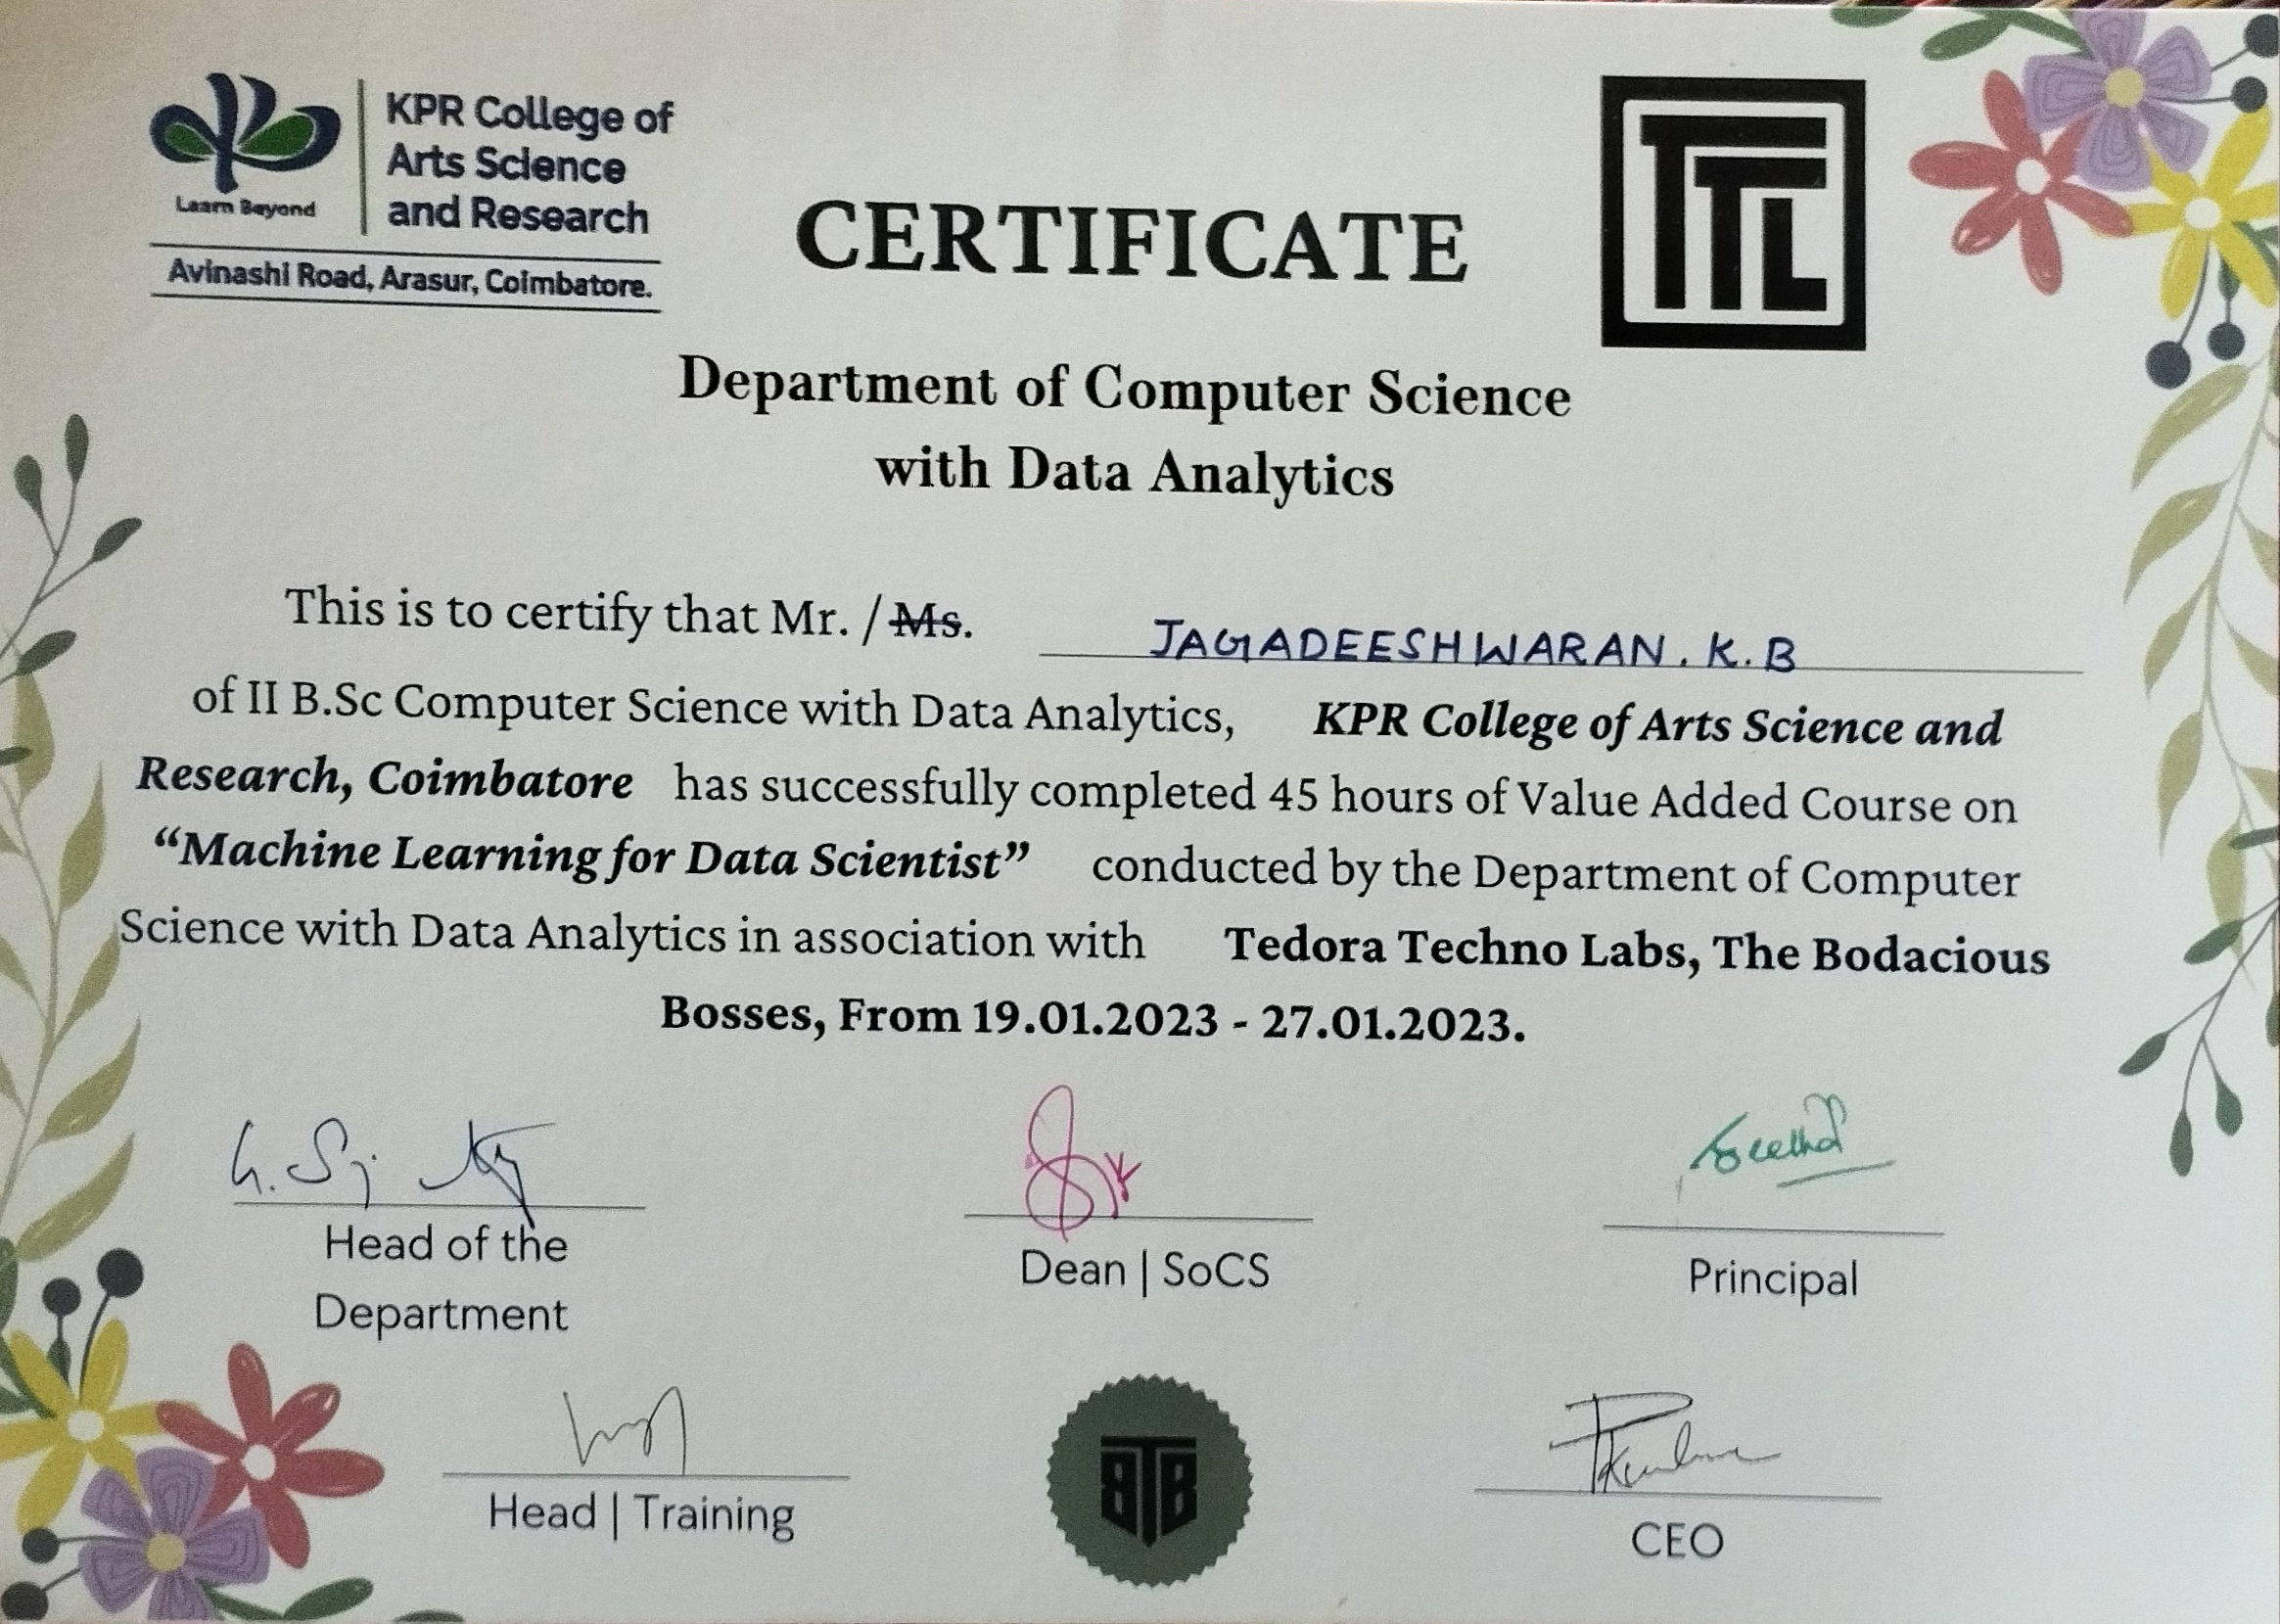 KPR College of
Arts Science
and Research
Learn Beyond
Avinashi Road, Arasur, Coimbatore.
TTL
CERTIFICATE
Department of Computer Science
with Data Analytics
This is to certify that Mr. / Ms. JAGADEESHWARAN. K. B
of II B.Sc Computer Science with Data Analytics, KPR College of Arts Science and
Research, Coimbatore has successfully completed 45 hours of Value Added Course on
“Machine Learning for Data Scientist” conducted by the Department of Computer
Science with Data Analytics in association with Tedora Techno Labs, The Bodacious
Bosses, From 19.01.2023 - 27.01.2023.
Head of the
Department
Dean | SoCS
Principal
Head | Training
BTB
CEO